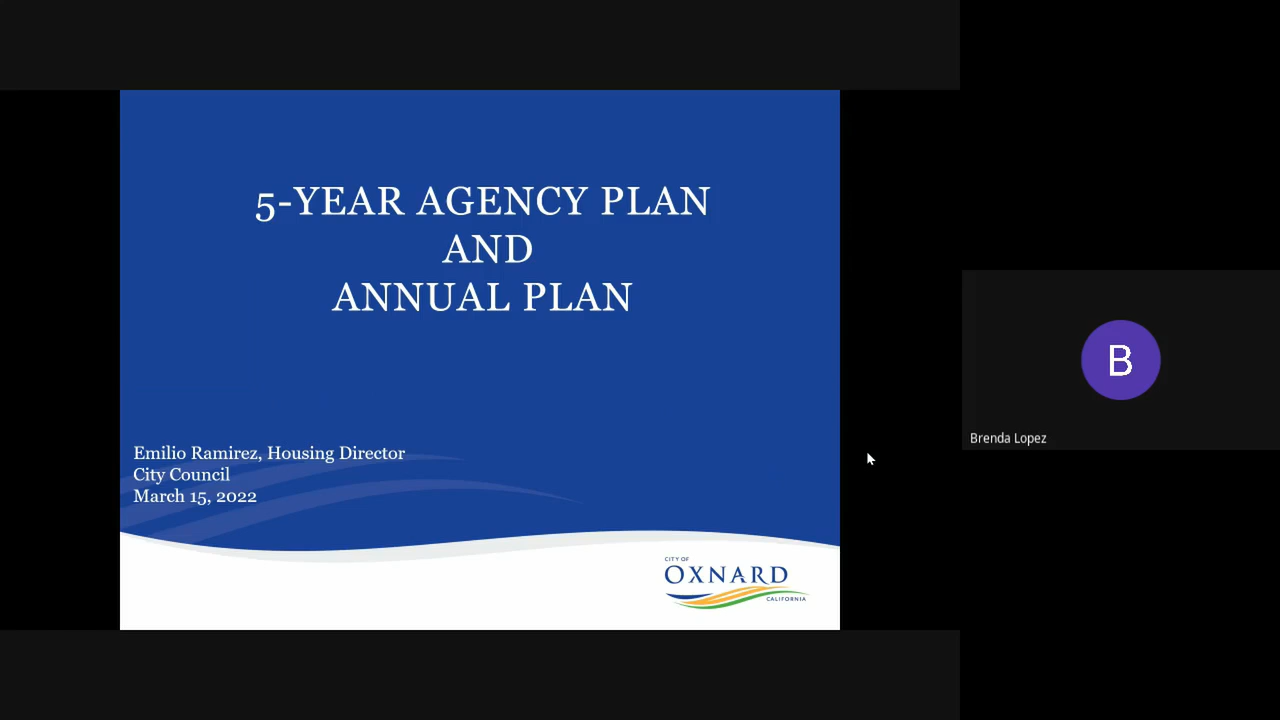 5-YEAR AGENCY PLAN
AND
ANNUAL PLAN
Emilio Ramirez, Housing Director
City Council
March 15, 2022
CITY OF
OXNARD
CALIFORNIA
B
Brenda Lopez